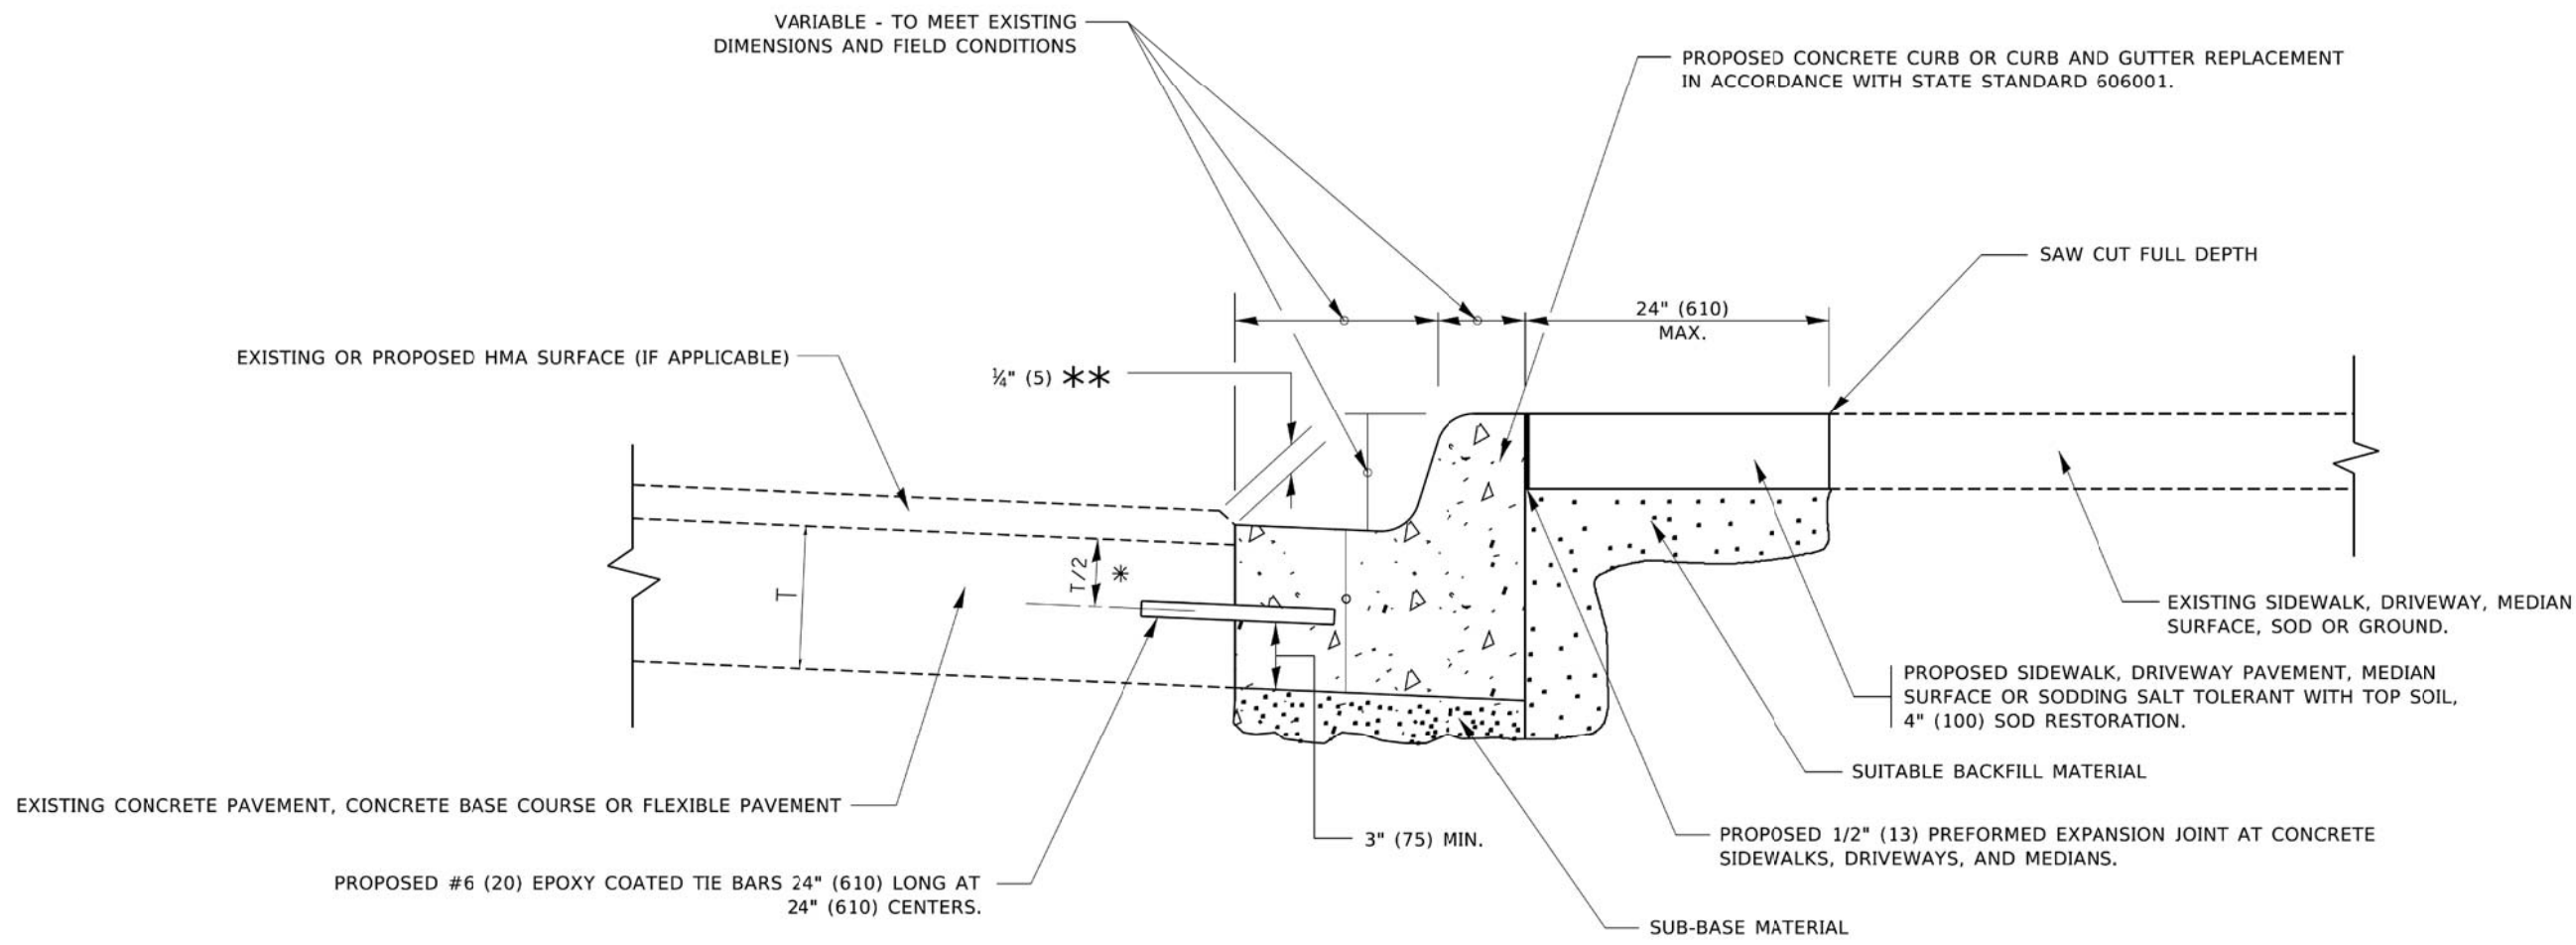 VARIABLE - TO MEET EXISTING
DIMENSIONS AND FIELD CONDITIONS
PROPOSED CONCRETE CURB OR CURB AND GUTTER REPLACEMENT
IN ACCORDANCE WITH STATE STANDARD 606001.
SAW CUT FULL DEPTH
24" (610)
MAX.
EXISTING OR PROPOSED HMA SURFACE (IF APPLICABLE)
¼" (5) **
T
T/2
*
EXISTING SIDEWALK, DRIVEWAY, MEDIAN
SURFACE, SOD OR GROUND.
PROPOSED SIDEWALK, DRIVEWAY PAVEMENT, MEDIAN
SURFACE OR SODDING SALT TOLERANT WITH TOP SOIL,
4" (100) SOD RESTORATION.
SUITABLE BACKFILL MATERIAL
EXISTING CONCRETE PAVEMENT, CONCRETE BASE COURSE OR FLEXIBLE PAVEMENT
3" (75) MIN.
PROPOSED 1/2" (13) PREFORMED EXPANSION JOINT AT CONCRETE
SIDEWALKS, DRIVEWAYS, AND MEDIANS.
PROPOSED #6 (20) EPOXY COATED TIE BARS 24" (610) LONG AT
24" (610) CENTERS.
SUB-BASE MATERIAL